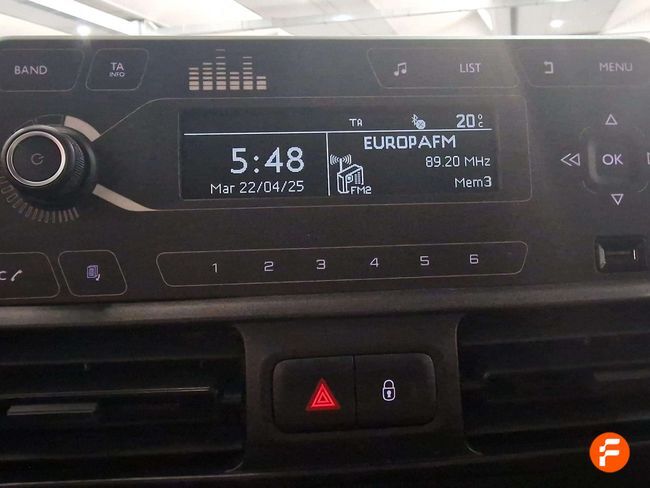 BAND
TA
INFO
LIST
MENU
TA
20°C
EUROPAFM
5:48
89.20 MHz
Mar 22/04/25
FM2
Mem3
OK
C
1 2 3 4 5 6